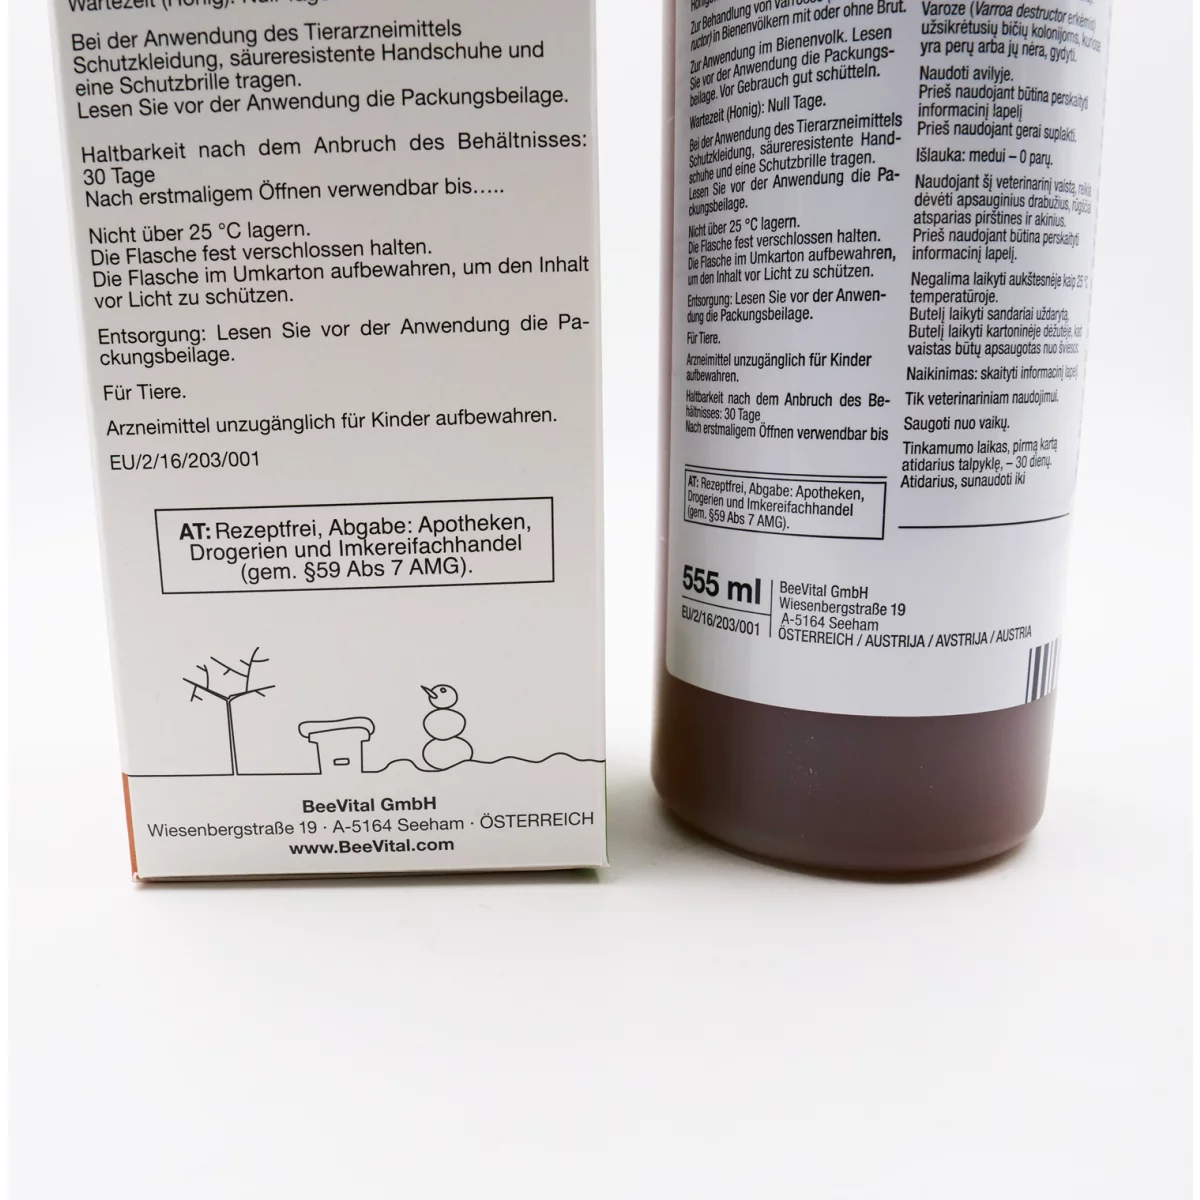 Wartezeit (Honig): Null Tage
Bei der Anwendung des Tierarzneimittels
Schutzkleidung, säureresistente Handschuhe und
eine Schutzbrille tragen.
Lesen Sie vor der Anwendung die Packungsbeilage.
Haltbarkeit nach dem Anbruch des Behältnisses:
30 Tage
Nach erstmaligem Öffnen verwendbar bis.....
Nicht über 25 °C lagern.
Die Flasche fest verschlossen halten.
Die Flasche im Umkarton aufbewahren, um den Inhalt
vor Licht zu schützen.
Entsorgung: Lesen Sie vor der Anwendung die Pa-
ckungsbeilage.
Für Tiere.
Arzneimittel unzugänglich für Kinder aufbewahren.
EU/2/16/203/001
AT: Rezeptfrei, Abgabe: Apotheken,
Drogerien und Imkereifachhandel
(gem. §59 Abs 7 AMG).
BeeVital GmbH
Wiesenbergstraße 19 · A-5164 Seeham · ÖSTERREICH
www.BeeVital.com
Zur Behandlung von
in Bienenvölkern mit oder ohne Brut.
Zur Anwendung im Bienenvolk. Lesen
Sie vor der Anwendung die Packungs-
beilage. Vor Gebrauch gut schütteln.
Wartezeit (Honig): Null Tage.
Bei der Anwendung des Tierarzneimittels
Schutzkleidung, säureresistente Hand-
schuhe und eine Schutzbrille tragen.
Lesen Sie vor der Anwendung die Pa-
ckungsbeilage.
Nicht über 25 °C lagern.
Die Flasche fest verschlossen halten.
Die Flasche im Umkarton aufbewahren,
um den Inhalt vor Licht zu schützen.
Entsorgung: Lesen Sie vor der Anwen-
dung die Packungsbeilage.
Für Tiere.
Arzneimittel unzugänglich für Kinder
aufbewahren.
Haltbarkeit nach dem Anbruch des Be-
hältnisses: 30 Tage
Nach erstmaligem Öffnen verwendbar bis
AT: Rezeptfrei, Abgabe: Apotheken,
Drogerien und Imkereifachhandel
(gem. §59 Abs 7 AMG).
555 ml
EU/2/16/203/001
BeeVital GmbH
Wiesenbergstraße 19
A-5164 Seeham
ÖSTERREICH / AUSTRIJA / AVSTRIJA / AUSTRIA
Varoze (Varroa destructor
užsikrėtusių bičių kolonijoms,
yra perų arba jų nėra, gydyti.
Naudoti avilyje.
Prieš naudojant būtina perskaityti
informacinį lapelį
Prieš naudojant gerai suplakti.
Išlauka: medui – 0 parų.
Naudojant šį veterinarinį vaistą, reikia
dėvėti apsauginius drabužius, rūgščiai
atsparias pirštines ir akinius.
Prieš naudojant būtina perskaityti
informacinį lapelį.
Negalima laikyti aukštesnėje kaip 25 °C
temperatūroje.
Butelį laikyti sandariai uždarytą.
Butelį laikyti kartoninėje dėžutėje, kad
vaistas būtų apsaugotas nuo šviesos.
Naikinimas: skaityti informacinį lapelį
Tik veterinariniam naudojimui.
Saugoti nuo vaikų.
Tinkamumo laikas, pirmą kartą
atidarius talpyklę, – 30 dienų.
Atidarius, sunaudoti iki